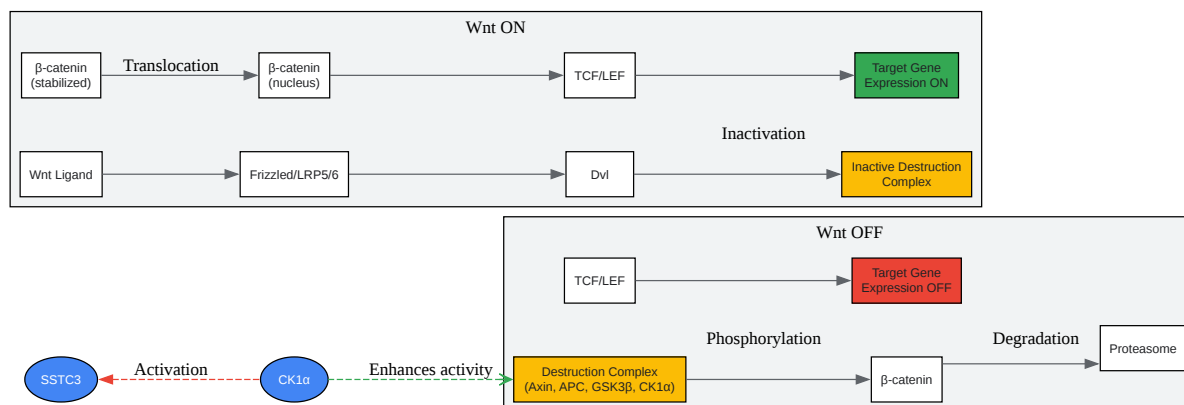 Wnt ON
β-catenin
(stabilized)
Translocation
β-catenin
(nucleus)
TCF/LEF
Target Gene
Expression ON
Wnt Ligand
Frizzled/LRP5/6
Dvl
Inactivation
Inactive Destruction
Complex
Wnt OFF
TCF/LEF
Target Gene
Expression OFF
SSTC3
Activation
CK1α
Enhances activity
Destruction Complex
(Axin, APC, GSK3β, CK1α)
Phosphorylation
β-catenin
Degradation
Proteasome